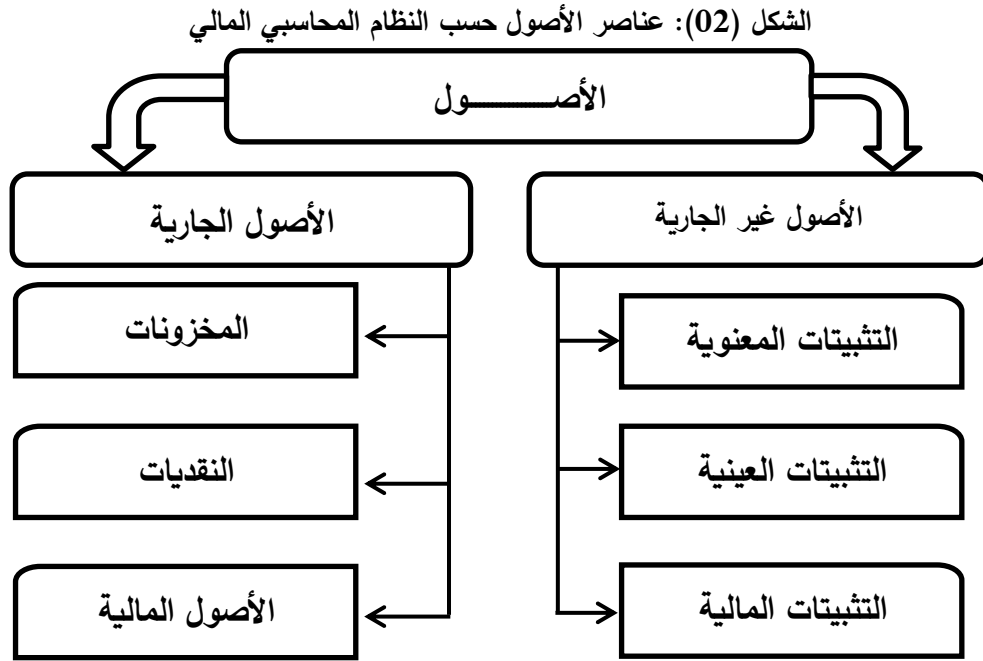 الشكل (02): عناصر الأصول حسب النظام المحاسبي المالي
الأصـــــــــول
الأصول غير الجارية
الأصول الجارية
التثبيتات المعنوية
المخزونات
التثبيتات العينية
النقديات
التثبيتات المالية
الأصول المالية